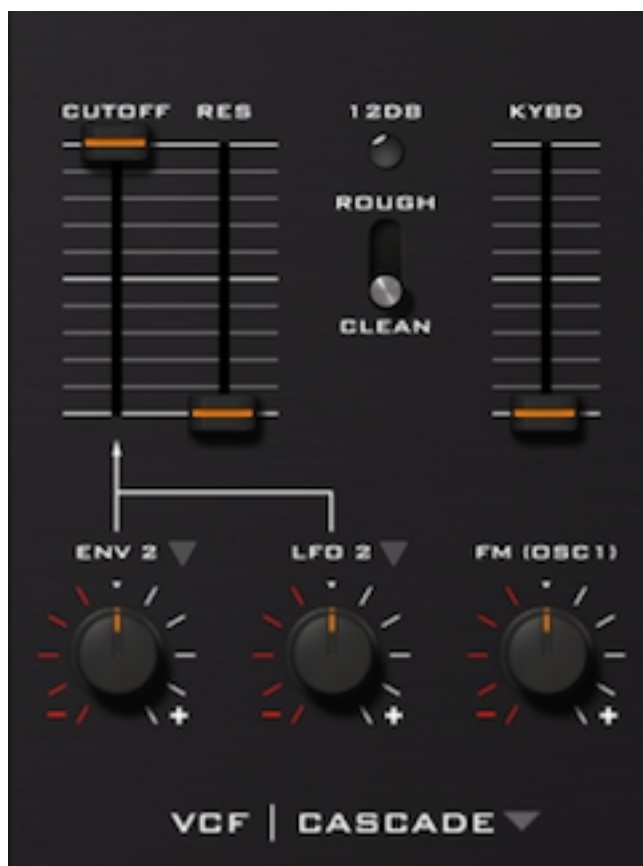 CUTOFF RES 12DB KYBD
ROUGH
CLEAN
ENV 2 LFO 2 FM (OSC1)
VCF | CASCADE